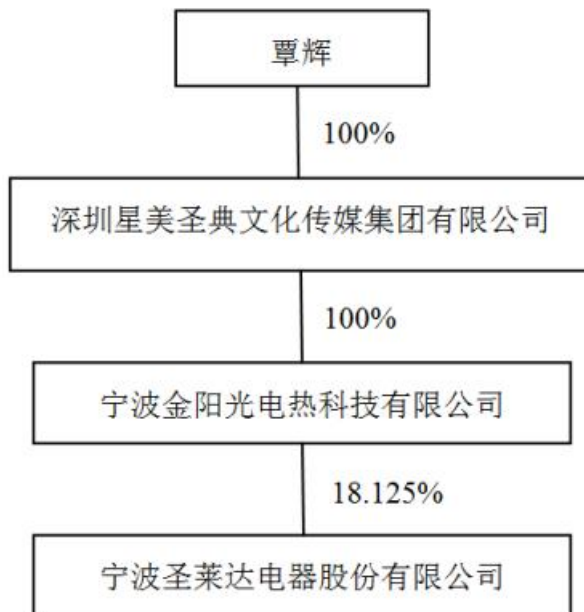 覃辉
100%
深圳星美圣典文化传媒集团有限公司
100%
宁波金阳光电热科技有限公司
18.125%
宁波圣莱达电器股份有限公司